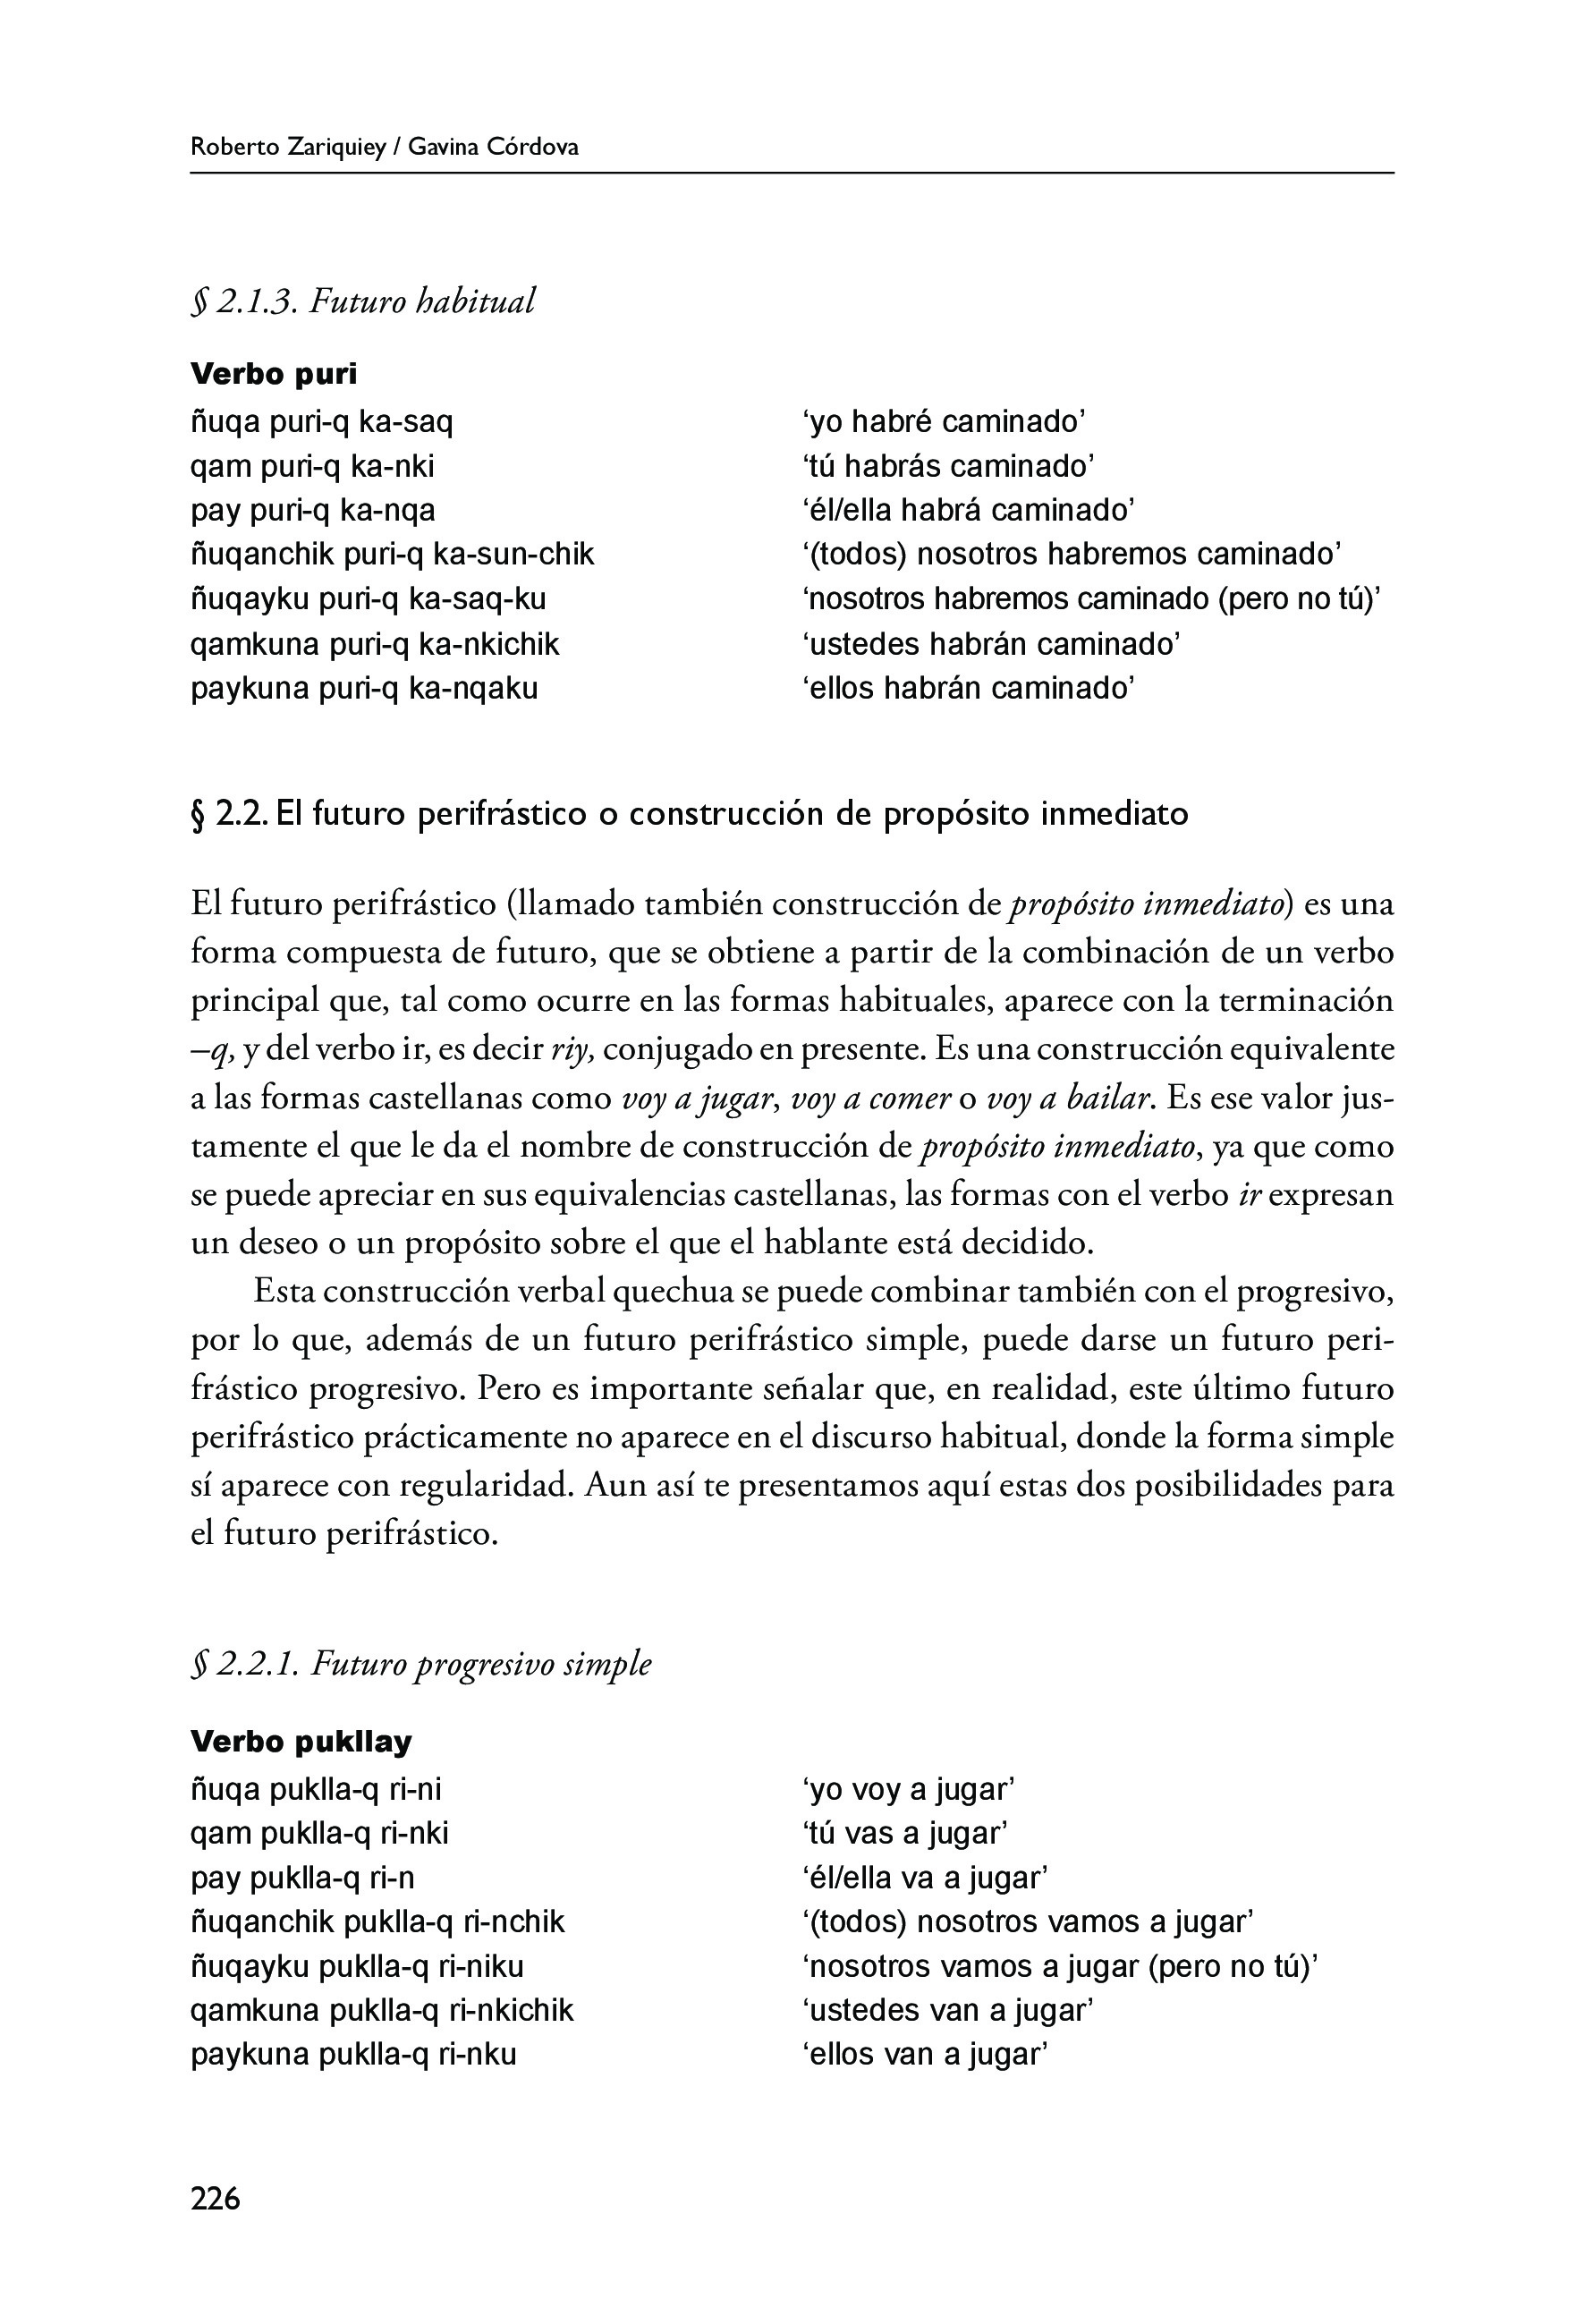 Roberto Zariquiey / Gavina Córdova
§ 2.1.3. Futuro habitual
Verbo puri
ñuqa puri-q ka-saq ‘yo habré caminado’
qam puri-q ka-nki ‘tú habrás caminado’
pay puri-q ka-nqa ‘él/ella habrá caminado’
ñuqanchik puri-q ka-sun-chik ‘(todos) nosotros habremos caminado’
ñuqayku puri-q ka-saq-ku ‘nosotros habremos caminado (pero no tú)’
qamkuna puri-q ka-nkichik ‘ustedes habrán caminado’
paykuna puri-q ka-nqaku ‘ellos habrán caminado’
§ 2.2. El futuro perifrástico o construcción de propósito inmediato
El futuro perifrástico (llamado también construcción de propósito inmediato) es una
forma compuesta de futuro, que se obtiene a partir de la combinación de un verbo
principal que, tal como ocurre en las formas habituales, aparece con la terminación
–q, y del verbo ir, es decir riy, conjugado en presente. Es una construcción equivalente
a las formas castellanas como voy a jugar, voy a comer o voy a bailar. Es ese valor jus-
tamente el que le da el nombre de construcción de propósito inmediato, ya que como
se puede apreciar en sus equivalencias castellanas, las formas con el verbo ir expresan
un deseo o un propósito sobre el que el hablante está decidido.
Esta construcción verbal quechua se puede combinar también con el progresivo,
por lo que, además de un futuro perifrástico simple, puede darse un futuro peri-
frástico progresivo. Pero es importante señalar que, en realidad, este último futuro
perifrástico prácticamente no aparece en el discurso habitual, donde la forma simple
sí aparece con regularidad. Aun así te presentamos aquí estas dos posibilidades para
el futuro perifrástico.
§ 2.2.1. Futuro progresivo simple
Verbo pukllay
ñuqa puklla-q ri-ni ‘yo voy a jugar’
qam puklla-q ri-nki ‘tú vas a jugar’
pay puklla-q ri-n ‘él/ella va a jugar’
ñuqanchik puklla-q ri-nchik ‘(todos) nosotros vamos a jugar’
ñuqayku puklla-q ri-niku ‘nosotros vamos a jugar (pero no tú)’
qamkuna puklla-q ri-nkichik ‘ustedes van a jugar’
paykuna puklla-q ri-nku ‘ellos van a jugar’
226